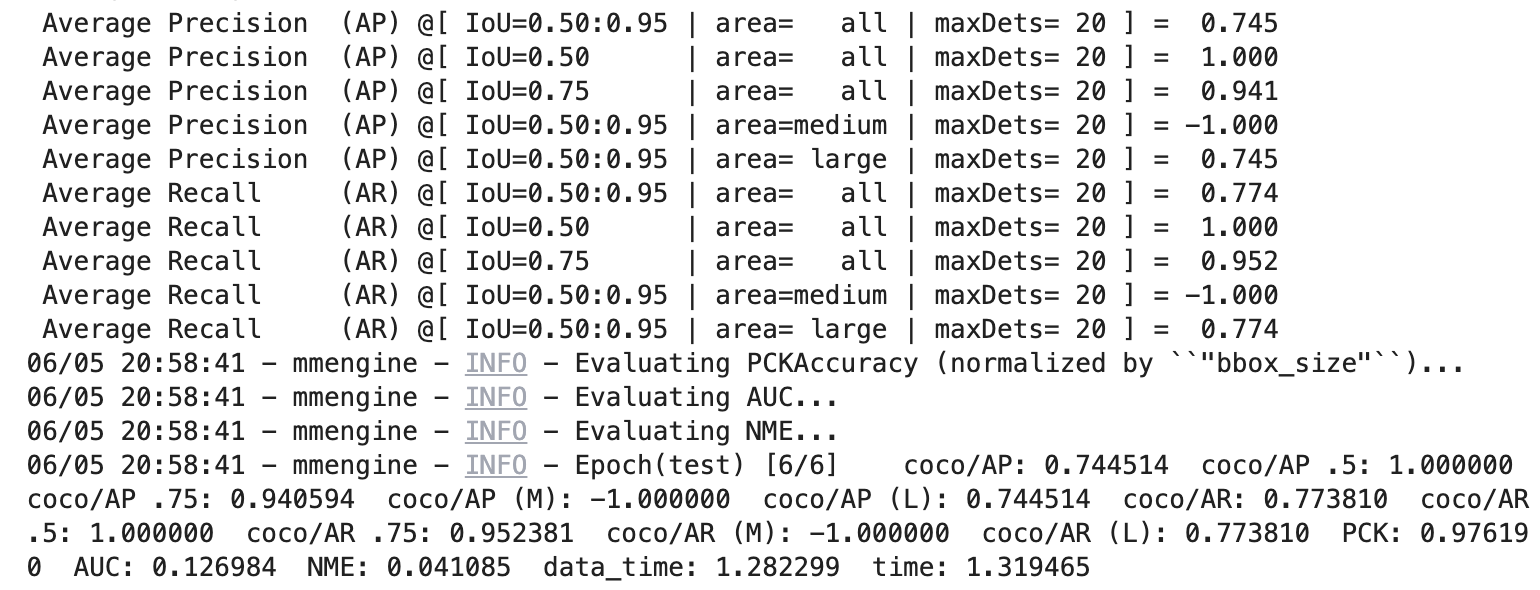 Average Precision  (AP) @[ IoU=0.50:0.95 | area=   all | maxDets= 20 ] =  0.745
Average Precision  (AP) @[ IoU=0.50      | area=   all | maxDets= 20 ] =  1.000
Average Precision  (AP) @[ IoU=0.75      | area=   all | maxDets= 20 ] =  0.941
Average Precision  (AP) @[ IoU=0.50:0.95 | area=medium | maxDets= 20 ] = -1.000
Average Precision  (AP) @[ IoU=0.50:0.95 | area= large | maxDets= 20 ] =  0.745
Average Recall     (AR) @[ IoU=0.50:0.95 | area=   all | maxDets= 20 ] =  0.774
Average Recall     (AR) @[ IoU=0.50      | area=   all | maxDets= 20 ] =  1.000
Average Recall     (AR) @[ IoU=0.75      | area=   all | maxDets= 20 ] =  0.952
Average Recall     (AR) @[ IoU=0.50:0.95 | area=medium | maxDets= 20 ] = -1.000
Average Recall     (AR) @[ IoU=0.50:0.95 | area= large | maxDets= 20 ] =  0.774
06/05 20:58:41 - mmengine - INFO - Evaluating PCKAccuracy (normalized by ``"bbox_size"``)...
06/05 20:58:41 - mmengine - INFO - Evaluating AUC...
06/05 20:58:41 - mmengine - INFO - Evaluating NME...
06/05 20:58:41 - mmengine - INFO - Epoch(test) [6/6]    coco/AP: 0.744514  coco/AP .5: 1.000000
coco/AP .75: 0.940594  coco/AP (M): -1.000000  coco/AP (L): 0.744514  coco/AR: 0.773810  coco/AR
.5: 1.000000  coco/AR .75: 0.952381  coco/AR (M): -1.000000  coco/AR (L): 0.773810  PCK: 0.97619
0  AUC: 0.126984  NME: 0.041085  data_time: 1.282299  time: 1.319465